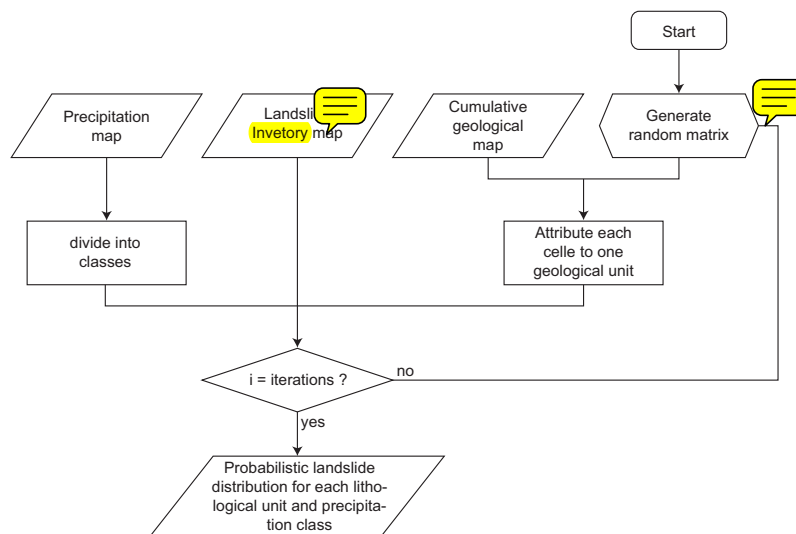 Start
Precipitation
map
Landsli
Invetory map
Cumulative
geological
map
Generate
random matrix
divide into
classes
Attribute each
celle to one
geological unit
i = iterations ?
no
yes
Probabilistic landslide
distribution for each litho-
logical unit and precipita-
tion class